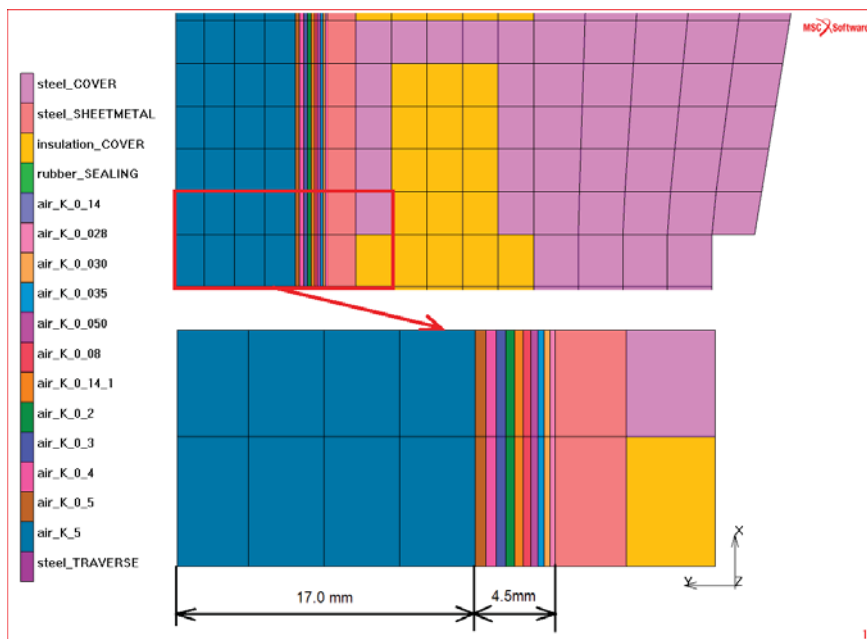 MSC Software
steel_COVER
steel_SHEETMETAL
insulation_COVER
rubber_SEALING
air_K_0_14
air_K_0_028
air_K_0_030
air_K_0_035
air_K_0_050
air_K_0_08
air_K_0_14_1
air_K_0_2
air_K_0_3
air_K_0_4
air_K_0_5
air_K_5
steel_TRAVERSE
X
Y
Z
17.0 mm
4.5mm
1